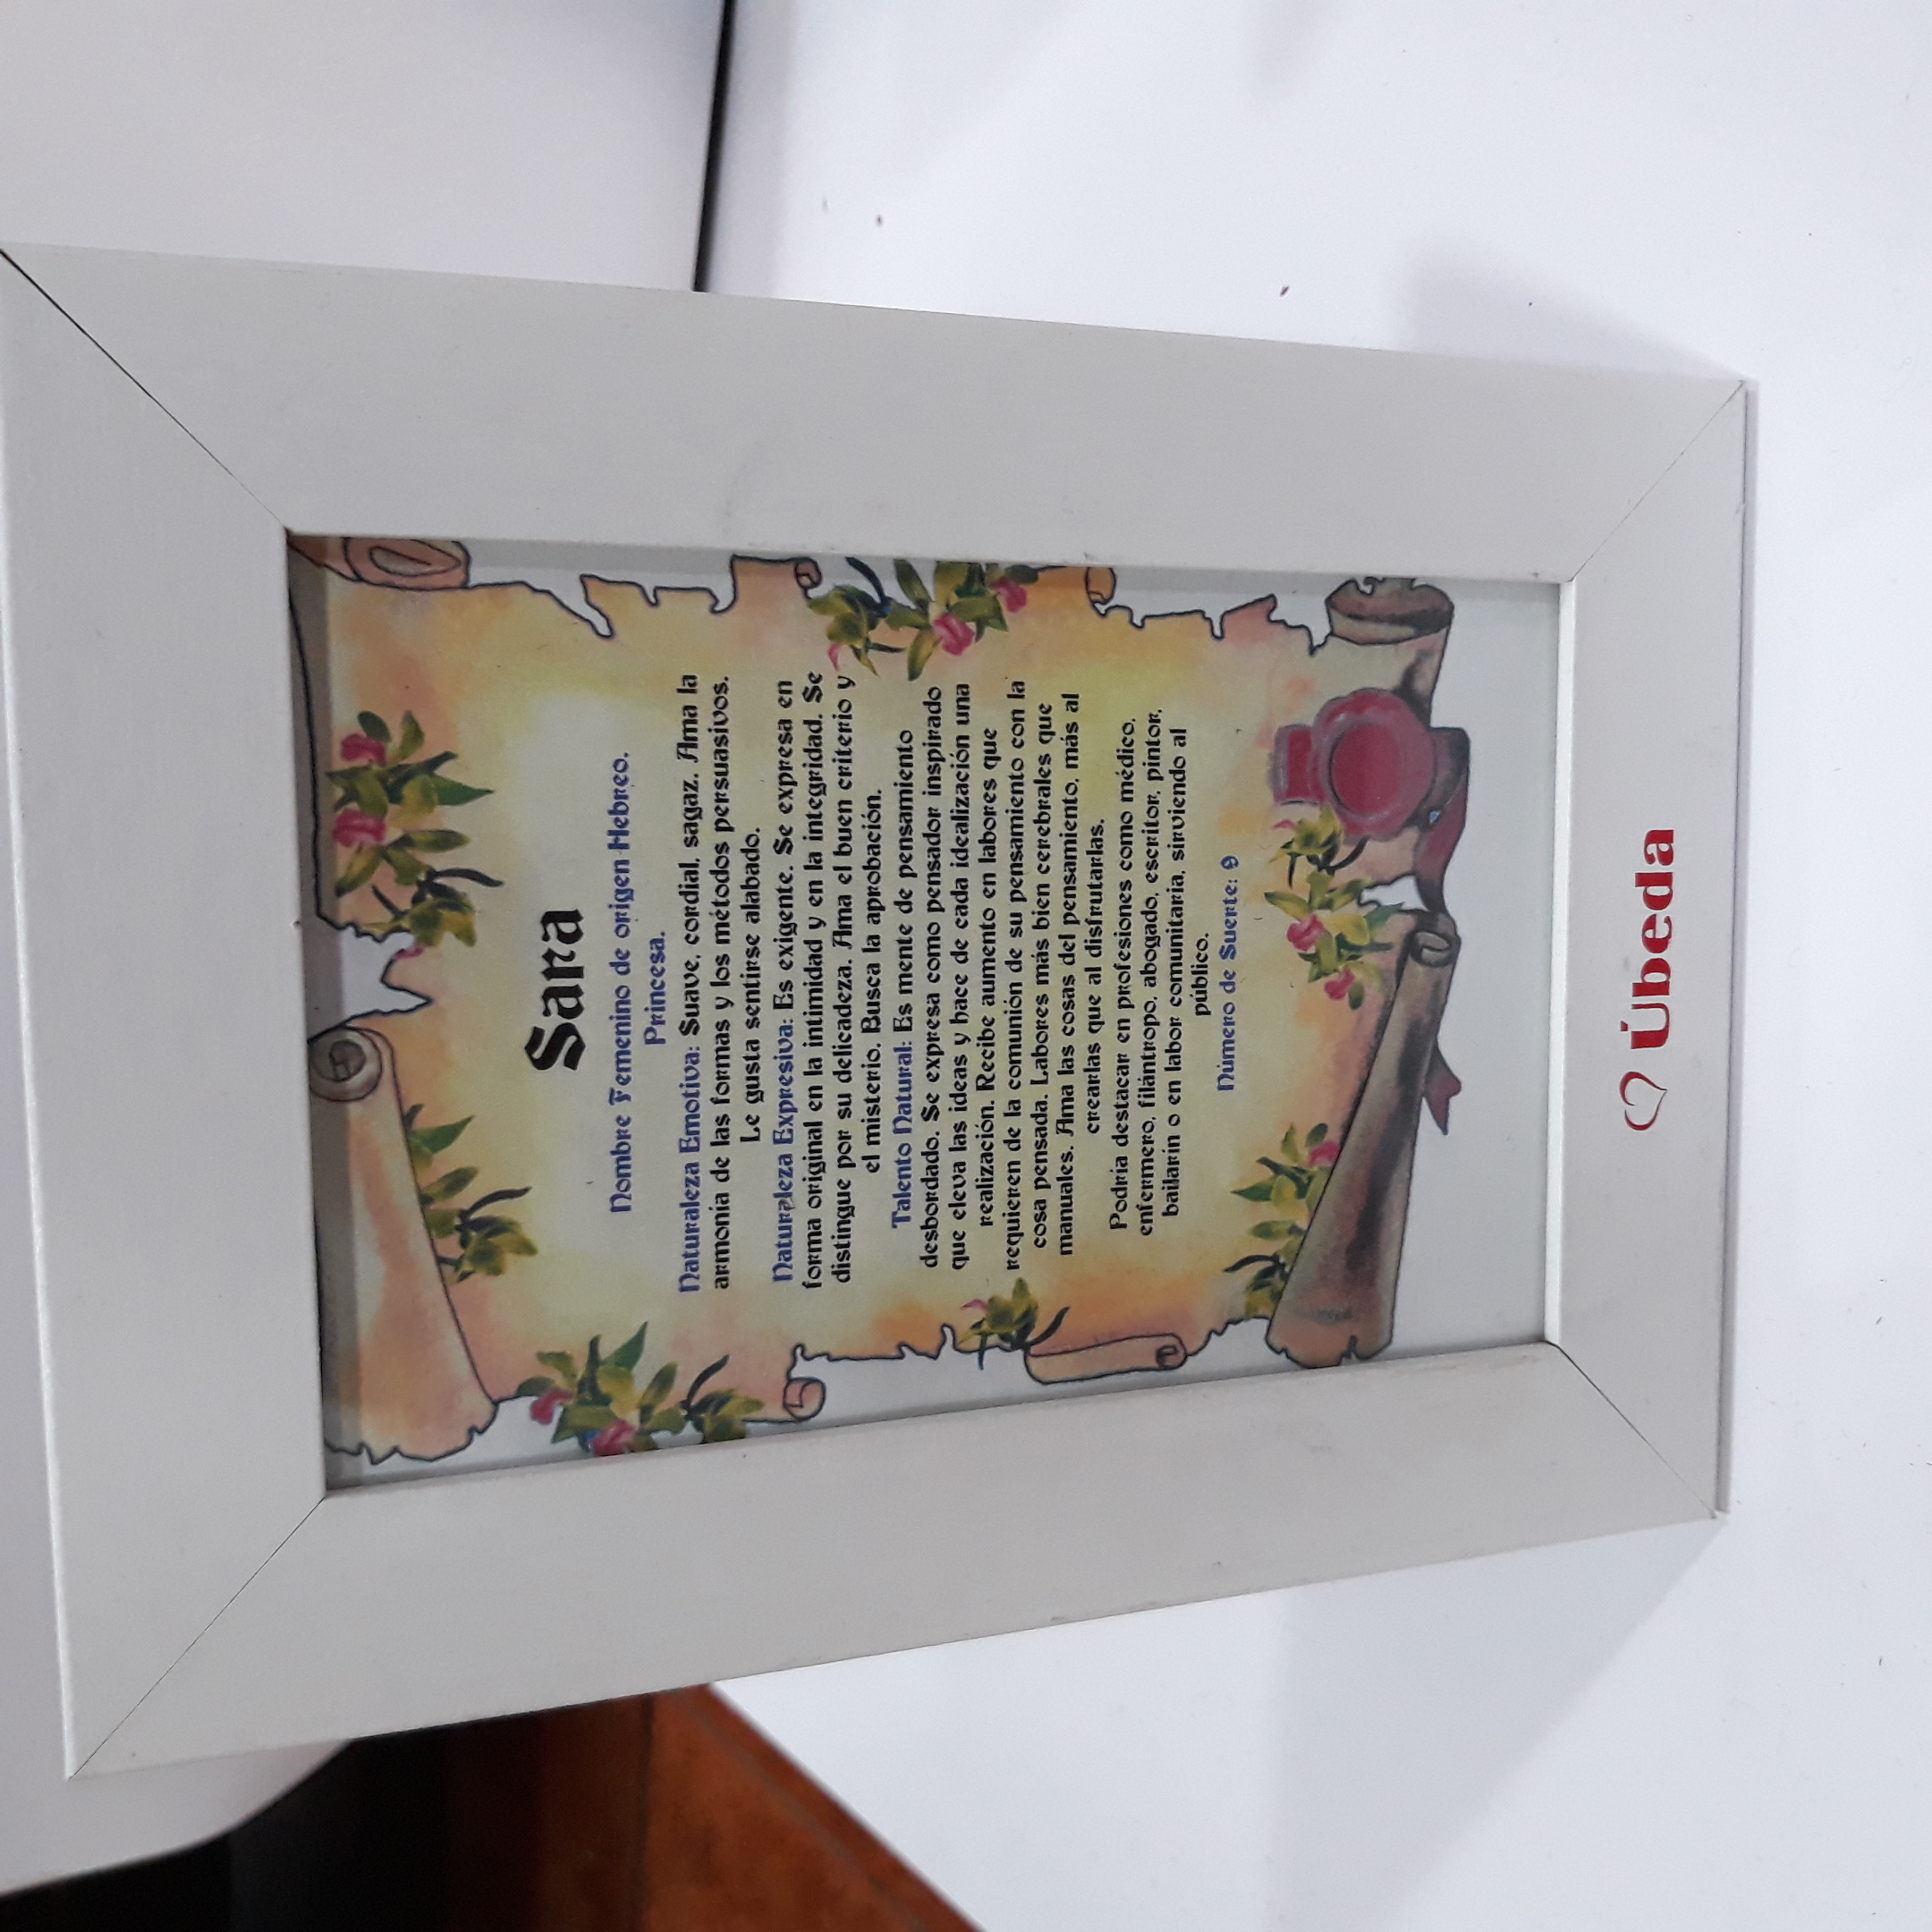 Sara
Nombre Femenino de origen Hebreo.
Princesa.
Naturaleza Emotiva: Suave, cordial, sagaz. Ama la
armonía de las formas y los métodos persuasivos.
Le gusta sentirse alabado.
Naturaleza Expresiva: Es exigente. Se expresa en
forma original en la intimidad y en la integridad. Se
distingue por su delicadeza. Ama el buen criterio y
el misterio. Busca la aprobación.
Talento Natural: Es mente de pensamiento
desbordado. Se expresa como pensador inspirado
que eleva las ideas y hace de cada idealización una
realización. Recibe aumento en labores que
requieren de la comunión de su pensamiento con la
cosa pensada. Labores más bien cerebrales que
manuales. Ama las cosas del pensamiento, más al
crearlas que al disfrutarlas.
Podría destacar en profesiones como médico,
enfermero, filántropo, abogado, escritor, pintor,
bailarín o en labor comunitaria, sirviendo al
público.
Número de Suerte: 9
Úbeda